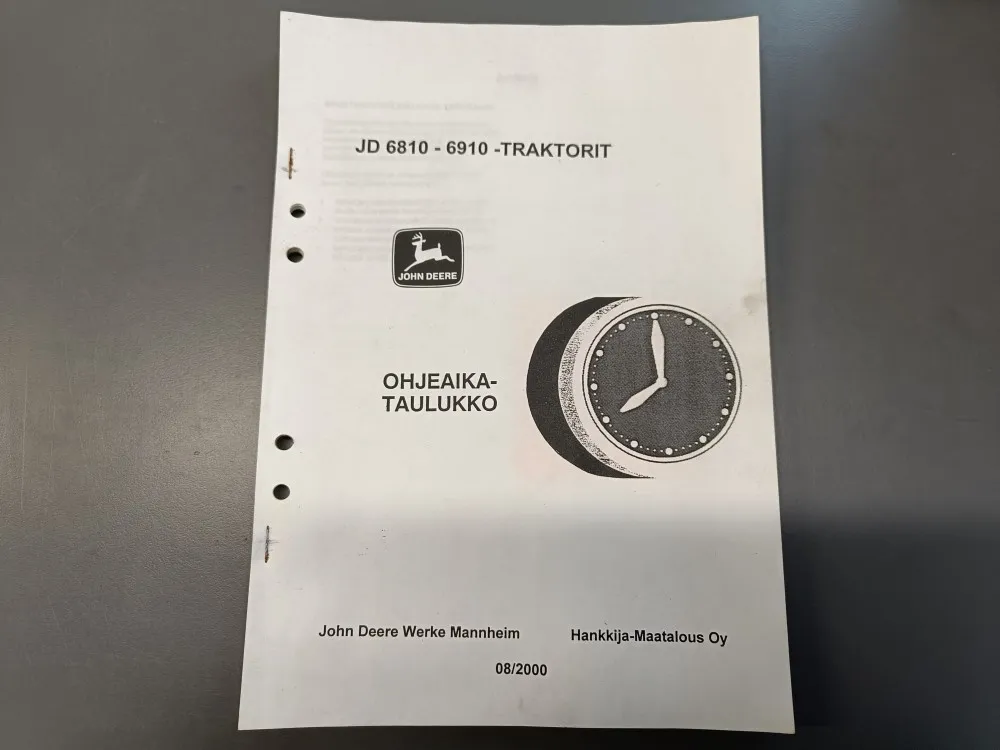 JD 6810 - 6910 -TRAKTORIT
JOHN DEERE
OHJEAIKA-
TAULUKKO
John Deere Werke Mannheim
Hankkija-Maatalous Oy
08/2000